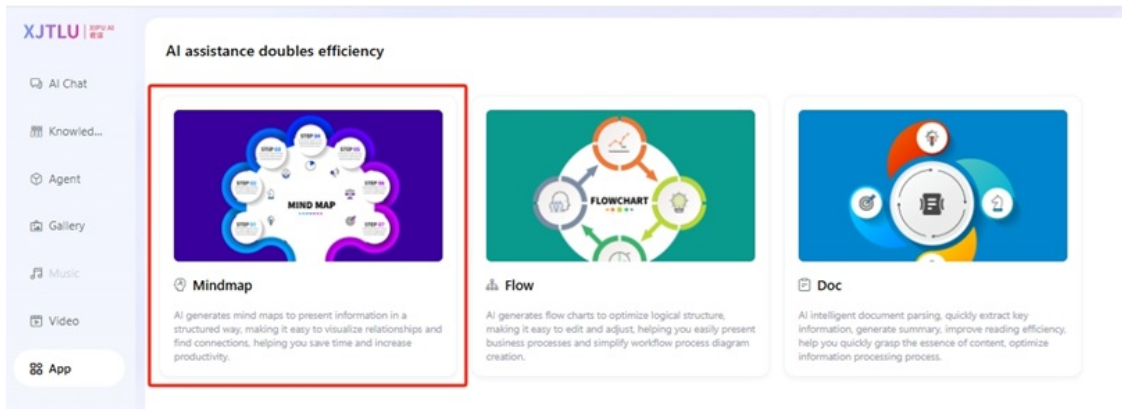 XJTLU
XIPU AI
AI assistance doubles efficiency
AI Chat
Knowled...
Agent
Gallery
Music
Video
App
STEP 04
MIND MAP
Mindmap
AI generates mind maps to present information in a
structured way, making it easy to visualize relationships and
find connections, helping you save time and increase
productivity.
FLOWCHART
Flow
AI generates flow charts to optimize logical structure,
making it easy to edit and adjust, helping you easily present
business processes and simplify workflow process diagram
creation.
Doc
AI intelligent document parsing, quickly extract key
information, generate summary, improve reading efficiency,
help you quickly grasp the essence of content, optimize
information processing process.